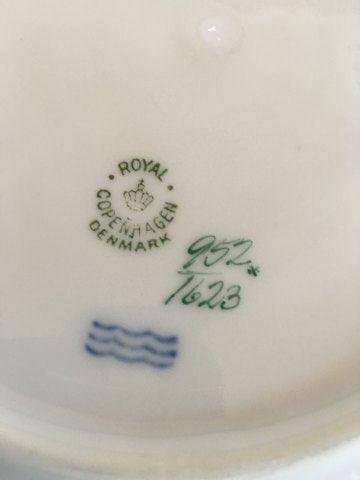 ROYAL
COPENHAGEN
DENMARK
952*
1623